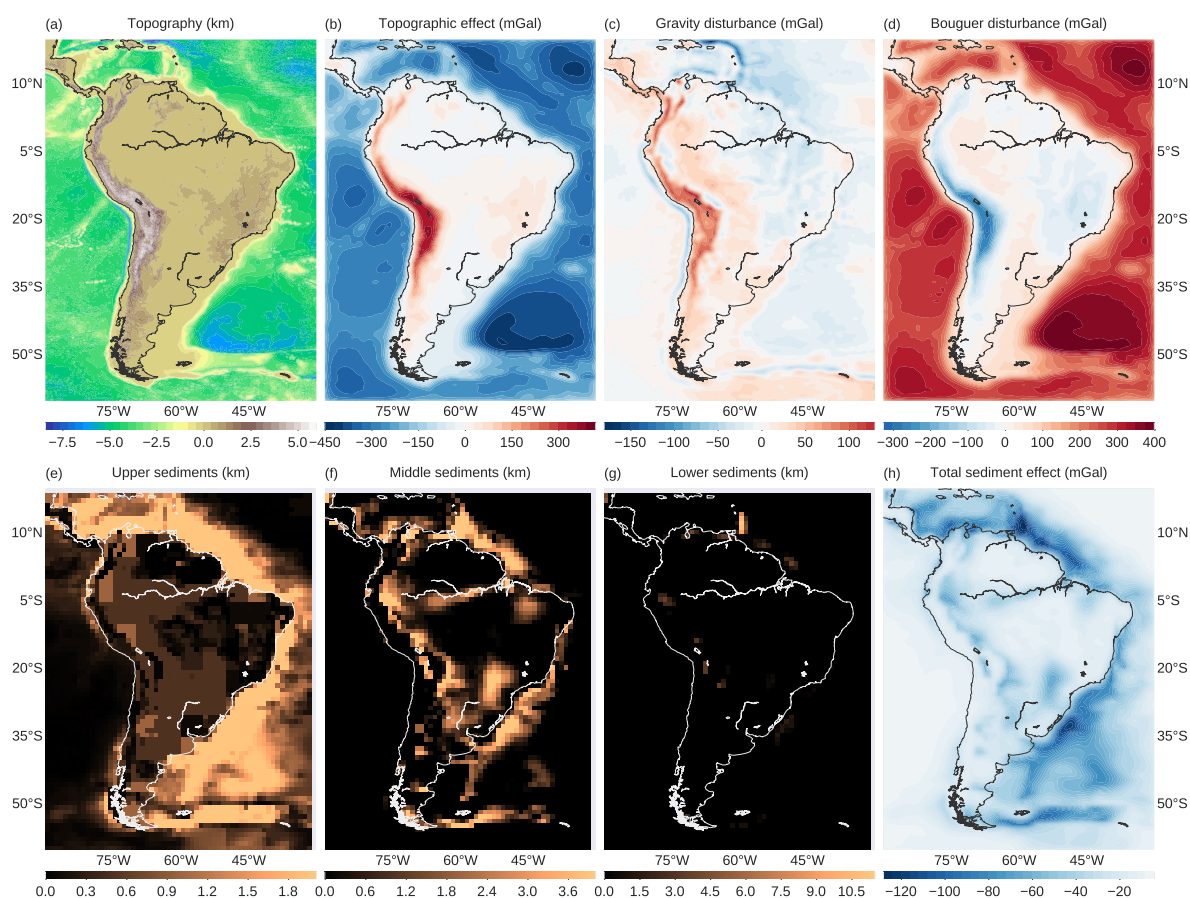 (a) Topography (km) (b) Topographic effect (mGal) (c) Gravity disturbance (mGal) (d) Bouguer disturbance (mGal)
10°N 10°N
5°S 5°S
20°S 20°S
35°S 35°S
50°S 50°S
75°W 60°W 45°W 75°W 60°W 45°W 75°W 60°W 45°W 75°W 60°W 45°W
−7.5 −5.0 −2.5 0.0 2.5 5.0 −450 −300 −150 0 150 300 −150 −100 −50 0 50 100 −300 −200 −100 0 100 200 300 400
(e) Upper sediments (km) (f) Middle sediments (km) (g) Lower sediments (km) (h) Total sediment effect (mGal)
10°N 10°N
5°S 5°S
20°S 20°S
35°S 35°S
50°S 50°S
75°W 60°W 45°W 75°W 60°W 45°W 75°W 60°W 45°W 75°W 60°W 45°W
0.0 0.3 0.6 0.9 1.2 1.5 1.8 0.0 0.6 1.2 1.8 2.4 3.0 3.6 0.0 1.5 3.0 4.5 6.0 7.5 9.0 10.5 −120 −100 −80 −60 −40 −20